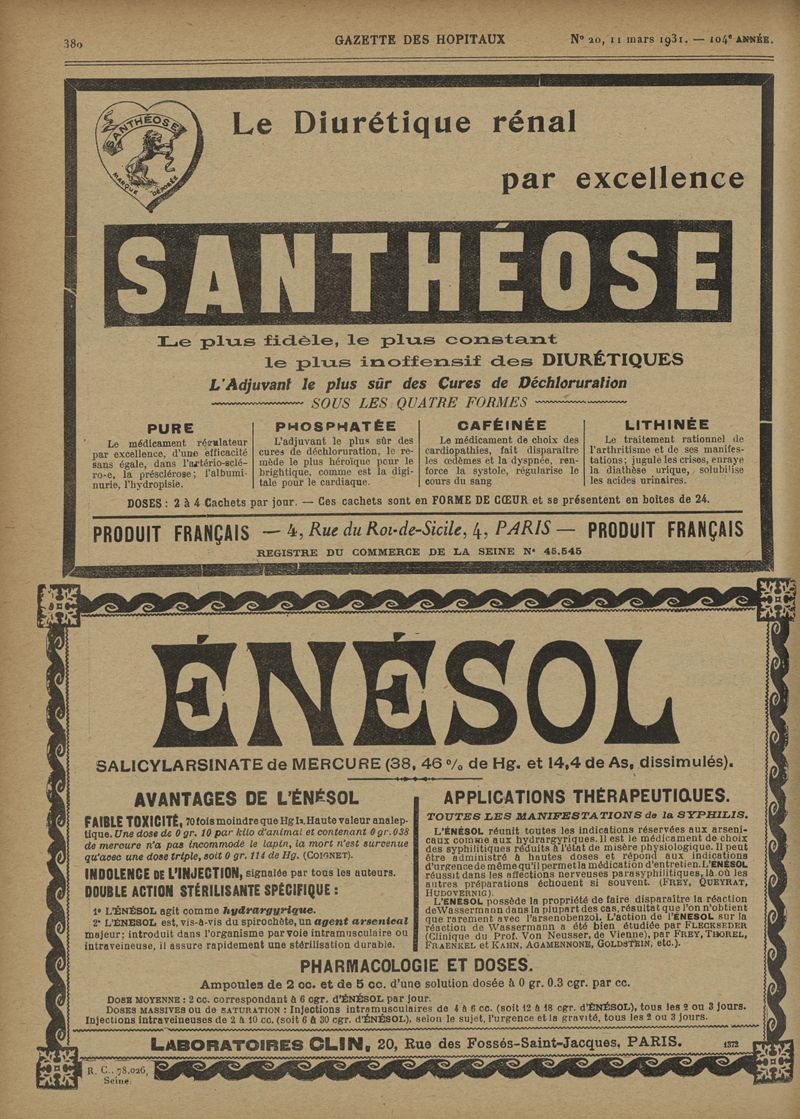 380 GAZETTE DES HOPITAUX N° 20, 11 mars 1931. — 104e ANNÉE.
SANTHÉOSE
MARQUE DÉPOSÉE
Le Diurétique rénal
par excellence
SANTHÉOSE
Le plus fidèle, le plus constant
le plus inoffensif des DIURÉTIQUES
L'Adjuvant le plus sûr des Cures de Déchloruration
SOUS LES QUATRE FORMES
PURE
Le médicament régulateur
par excellence, d'une efficacité
sans égale, dans l'artério-sclé-
ro-e, la présclérose; l'albumi-
nurie, l'hydropisie.
PHOSPHATÉE
L'adjuvant le plus sûr des
cures de déchloruration, le re-
mède le plus héroïque pour le
brightique, comme est la digi-
tale pour le cardiaque.
CAFÉINÉE
Le médicament de choix des
cardiopathies, fait disparaître
les œdèmes et la dyspnée, ren-
force la systole, régularise le
cours du sang
LITHINÉE
Le traitement rationnel de
l'arthritisme et de ses manifes-
tations; jugule les crises, enraye
la diathèse urique, solubilise
les acides urinaires.
DOSES : 2 à 4 Cachets par jour. — Ces cachets sont en FORME DE CŒUR et se présentent en boîtes de 24.
PRODUIT FRANÇAIS — 4, Rue du Roi-de-Sicile, 4, PARIS — PRODUIT FRANÇAIS
REGISTRE DU COMMERCE DE LA SEINE N° 45.545
ÉNÉSOL
SALICYLARSINATE de MERCURE (38, 46 % de Hg. et 14,4 de As, dissimulés).
AVANTAGES DE L'ÉNÉSOL
FAIBLE TOXICITÉ, 70 fois moindre que Hg I2. Haute valeur analep-
tique. Une dose de 0 gr. 10 par kilo d'animal et contenant 0 gr. 038
de mercure n'a pas incommodé le lapin, la mort n'est survenue
qu'avec une dose triple, soit 0 gr. 114 de Hg. (COIGNET).
INDOLENCE DE L'INJECTION, signalée par tous les auteurs.
DOUBLE ACTION STÉRILISANTE SPÉCIFIQUE :
1° L'ÉNÉSOL agit comme hydrargyrique.
2° L'ÉNESOL est, vis-à-vis du spirochète, un agent arsenical
majeur; introduit dans l'organisme par voie intramusculaire ou
intraveineuse, il assure rapidement une stérilisation durable.
APPLICATIONS THÉRAPEUTIQUES.
TOUTES LES MANIFESTATIONS de la SYPHILIS.
L'ÉNÉSOL réunit toutes les indications réservées aux arseni-
caux comme aux hydrargyriques. Il est le médicament de choix
des syphilitiques réduits à l'état de misère physiologique. Il peut
être administré à hautes doses et répond aux indications
d'urgence de même qu'il permet la médication d'entretien. L'ÉNÉSOL
réussit dans les affections nerveuses parasyphilitiques, là où les
autres préparations échouent si souvent. (FREY, QUEYRAT,
HUDOVERNIG).
L'ÉNÉSOL possède la propriété de faire disparaître la réaction
de Wassermann dans la plupart des cas, résultat que l'on n'obtient
que rarement avec l'arsenobenzol. L'action de l'ÉNÉSOL sur la
réaction de Wassermann a été bien étudiée par FLECKSEDER
(Clinique du Prof. Von Neusser, de Vienne), par FREY, THOREL,
FRAENKEL et KAHN, AGAMENNONE, GOLDSTEIN, etc.).
PHARMACOLOGIE ET DOSES.
Ampoules de 2 cc. et de 5 cc. d'une solution dosée à 0 gr. 0.3 cgr. par cc.
DOSE MOYENNE : 2 cc. correspondant à 6 cgr. d'ÉNÉSOL par jour.
DOSES MASSIVES OU DE SATURATION : Injections intramusculaires de 4 à 6 cc. (soit 12 à 18 cgr. d'ÉNÉSOL), tous les 2 ou 3 jours.
Injections intraveineuses de 2 à 10 cc. (soit 6 à 30 cgr. d'ÉNÉSOL), selon le sujet, l'urgence et la gravité, tous les 2 ou 3 jours.
LABORATOIRES CLIN, 20, Rue des Fossés-Saint-Jacques, PARIS. 1372
R. C., 78.026,
Seine.